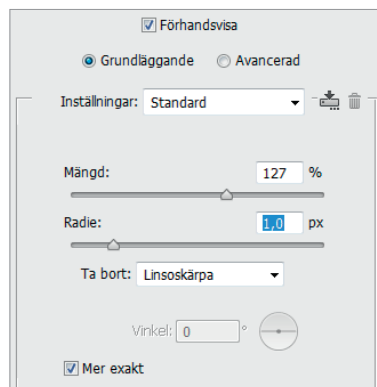 Förhandsvisa
Grundläggande Avancerad
Inställningar: Standard
Mängd: 127 %
Radie: 1,0 px
Ta bort: Linsoskärpa
Vinkel: 0 °
Mer exakt